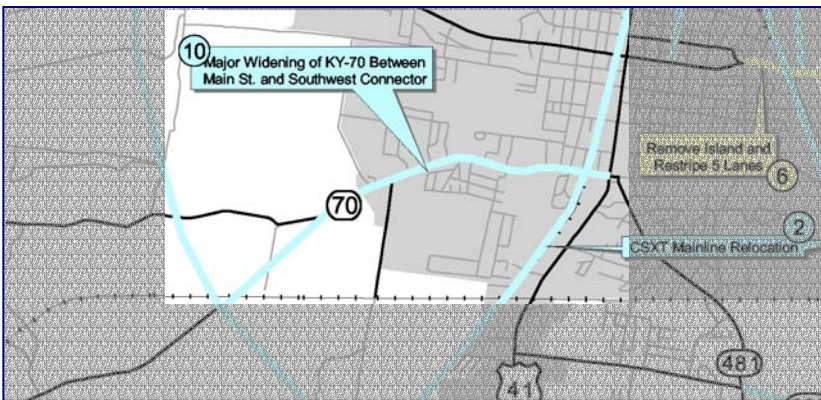 10
Major Widening of KY-70 Between
Main St. and Southwest Connector
Remove Island and
Restripe 5 Lanes
6
70
2
CSXT Mainline Relocation
481
41